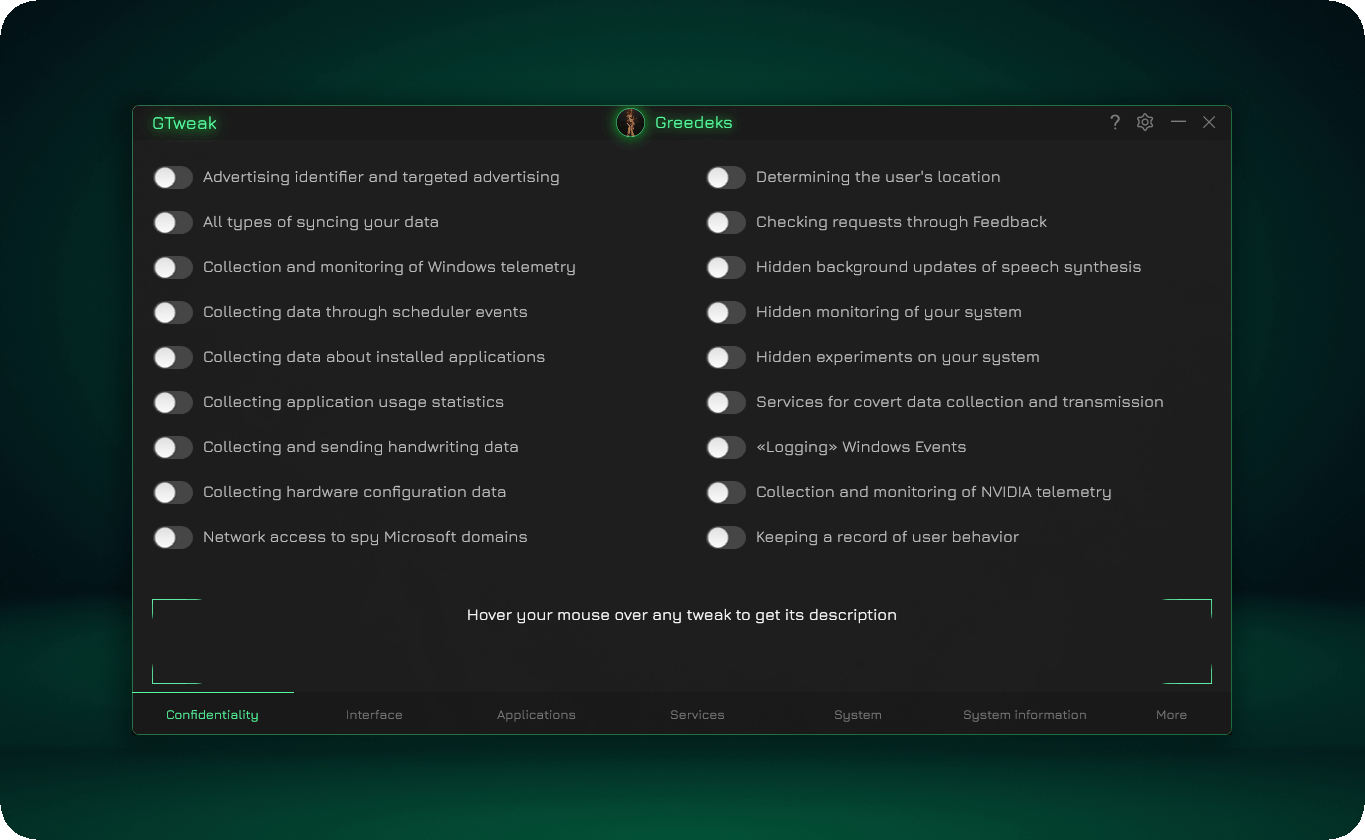 GTweak
Greedeks
?
Advertising identifier and targeted advertising
All types of syncing your data
Collection and monitoring of Windows telemetry
Collecting data through scheduler events
Collecting data about installed applications
Collecting application usage statistics
Collecting and sending handwriting data
Collecting hardware configuration data
Network access to spy Microsoft domains
Determining the user's location
Checking requests through Feedback
Hidden background updates of speech synthesis
Hidden monitoring of your system
Hidden experiments on your system
Services for covert data collection and transmission
«Logging» Windows Events
Collection and monitoring of NVIDIA telemetry
Keeping a record of user behavior
Hover your mouse over any tweak to get its description
Confidentiality
Interface
Applications
Services
System
System information
More